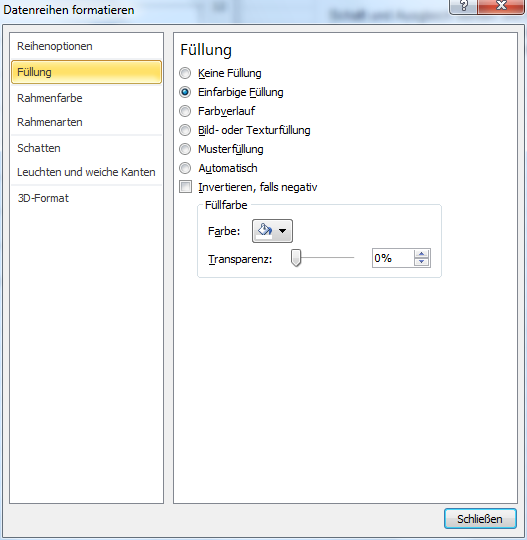 Datenreihen formatieren
Reihenoptionen
Füllung
Rahmenfarbe
Rahmenarten
Schatten
Leuchten und weiche Kanten
3D-Format
Füllung
Keine Füllung
Einfarbige Füllung
Farbverlauf
Bild- oder Texturfüllung
Musterfüllung
Automatisch
Invertieren, falls negativ
Füllfarbe
Farbe:
Transparenz:
0%
Schließen